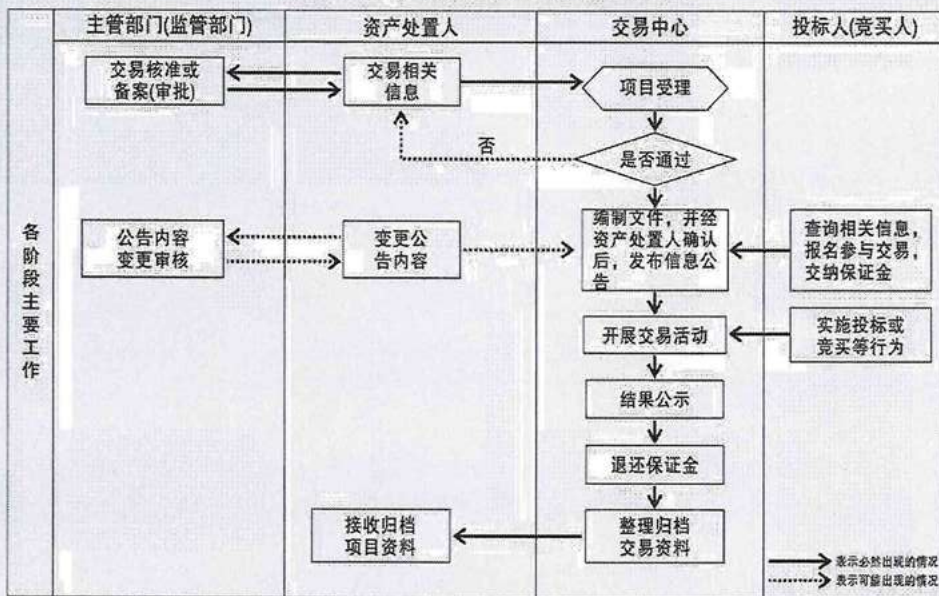 主管部门(监管部门)
资产处置人
交易中心
投标人(竞买人)
各阶段主要工作
交易核准或
备案(审批)
交易相关
信息
项目受理
否
是否通过
公告内容
变更审核
变更公
告内容
编制文件，并经
资产处置人确认
后，发布信息公
告
查询相关信息，
报名参与交易，
交纳保证金
开展交易活动
实施投标或
竞买等行为
结果公示
退还保证金
接收归档
项目资料
整理归档
交易资料
表示必然出现的情况
表示可能出现的情况